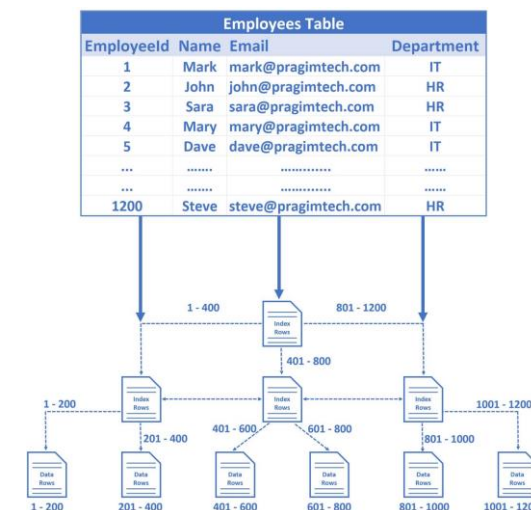 Employees Table
EmployeeId Name Email Department
1 Mark mark@pragimtech.com IT
2 John john@pragimtech.com HR
3 Sara sara@pragimtech.com HR
4 Mary mary@pragimtech.com IT
5 Dave dave@pragimtech.com IT
... ....... ............. ......
... ....... ............. ......
1200 Steve steve@pragimtech.com HR
1 - 400 801 - 1200
Index
Rows
401 - 800
Index
Rows
Index
Rows
Index
Rows
1 - 200 1001 - 1200
201 - 400 401 - 600 601 - 800 801 - 1000
Data
Rows
Data
Rows
Data
Rows
Data
Rows
Data
Rows
Data
Rows
1 - 200 201 - 400 401 - 600 601 - 800 801 - 1000 1001 - 120